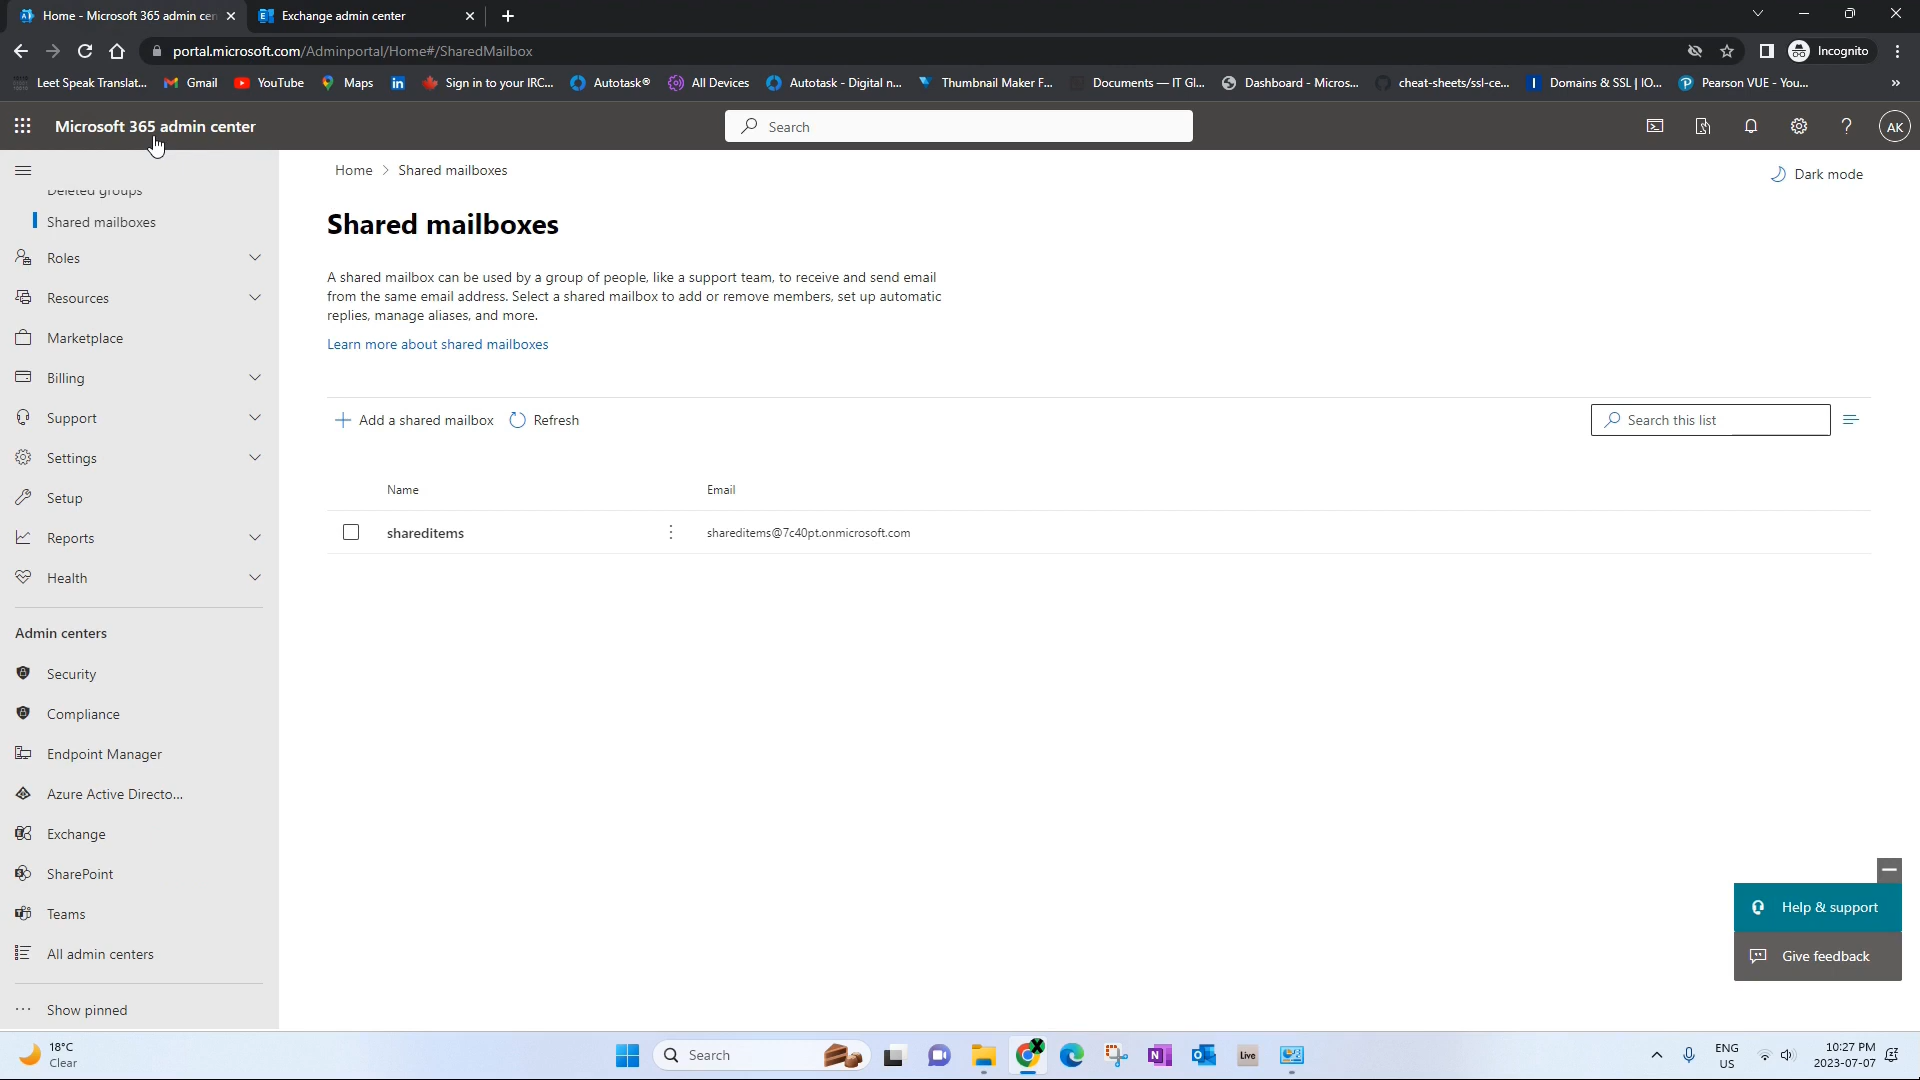 Home - Microsoft 365 admin cen
Exchange admin center
portal.microsoft.com/Adminportal/Home#/SharedMailbox
Incognito
Leet Speak Translat...
Gmail
YouTube
Maps
Sign in to your IRC...
Autotask®
All Devices
Autotask - Digital n...
Thumbnail Maker F...
Documents — IT Gl...
Dashboard - Micros...
cheat-sheets/ssl-ce...
Domains & SSL | IO...
Pearson VUE - You...
»
Microsoft 365 admin center
Search
AK
Deleted groups
Shared mailboxes
Roles
Resources
Marketplace
Billing
Support
Settings
Setup
Reports
Health
Admin centers
Security
Compliance
Endpoint Manager
Azure Active Directo...
Exchange
SharePoint
Teams
All admin centers
Show pinned
Home > Shared mailboxes
Dark mode
Shared mailboxes
A shared mailbox can be used by a group of people, like a support team, to receive and send email
from the same email address. Select a shared mailbox to add or remove members, set up automatic
replies, manage aliases, and more.
Learn more about shared mailboxes
Add a shared mailbox
Refresh
Search this list
Name
Email
shareditems
shareditems@7c40pt.onmicrosoft.com
Help & support
Give feedback
18°C
Clear
Search
Live
ENG
US
10:27 PM
2023-07-07